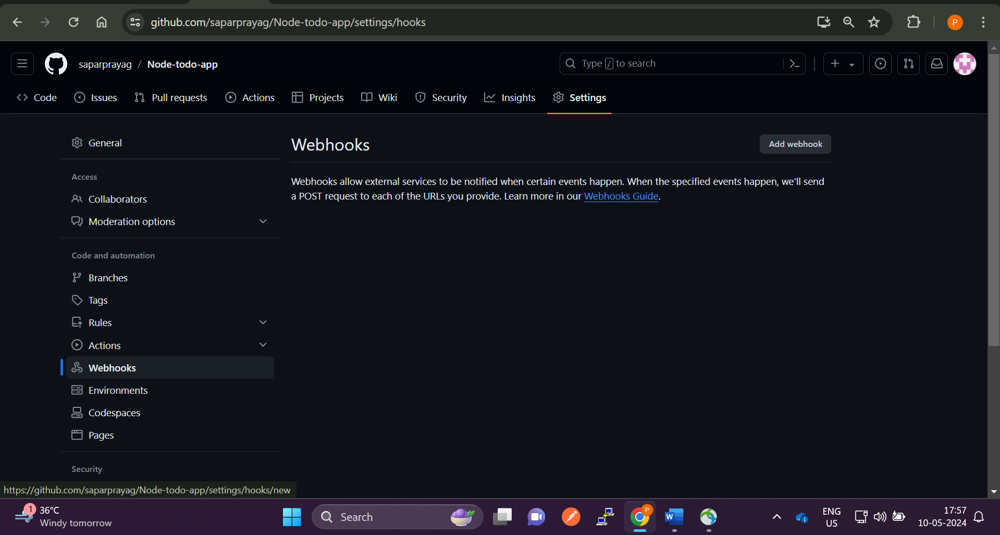 github.com/saparprayag/Node-todo-app/settings/hooks
P
saparprayag / Node-todo-app
Type / to search
Code
Issues
Pull requests
Actions
Projects
Wiki
Security
Insights
Settings
General
Access
Collaborators
Moderation options
Code and automation
Branches
Tags
Rules
Actions
Webhooks
Environments
Codespaces
Pages
Security
Webhooks
Add webhook
Webhooks allow external services to be notified when certain events happen. When the specified events happen, we'll send
a POST request to each of the URLs you provide. Learn more in our Webhooks Guide.
https://github.com/saparprayag/Node-todo-app/settings/hooks/new
1
36°C
Windy tomorrow
Search
P
W
ENG
US
17:57
10-05-2024